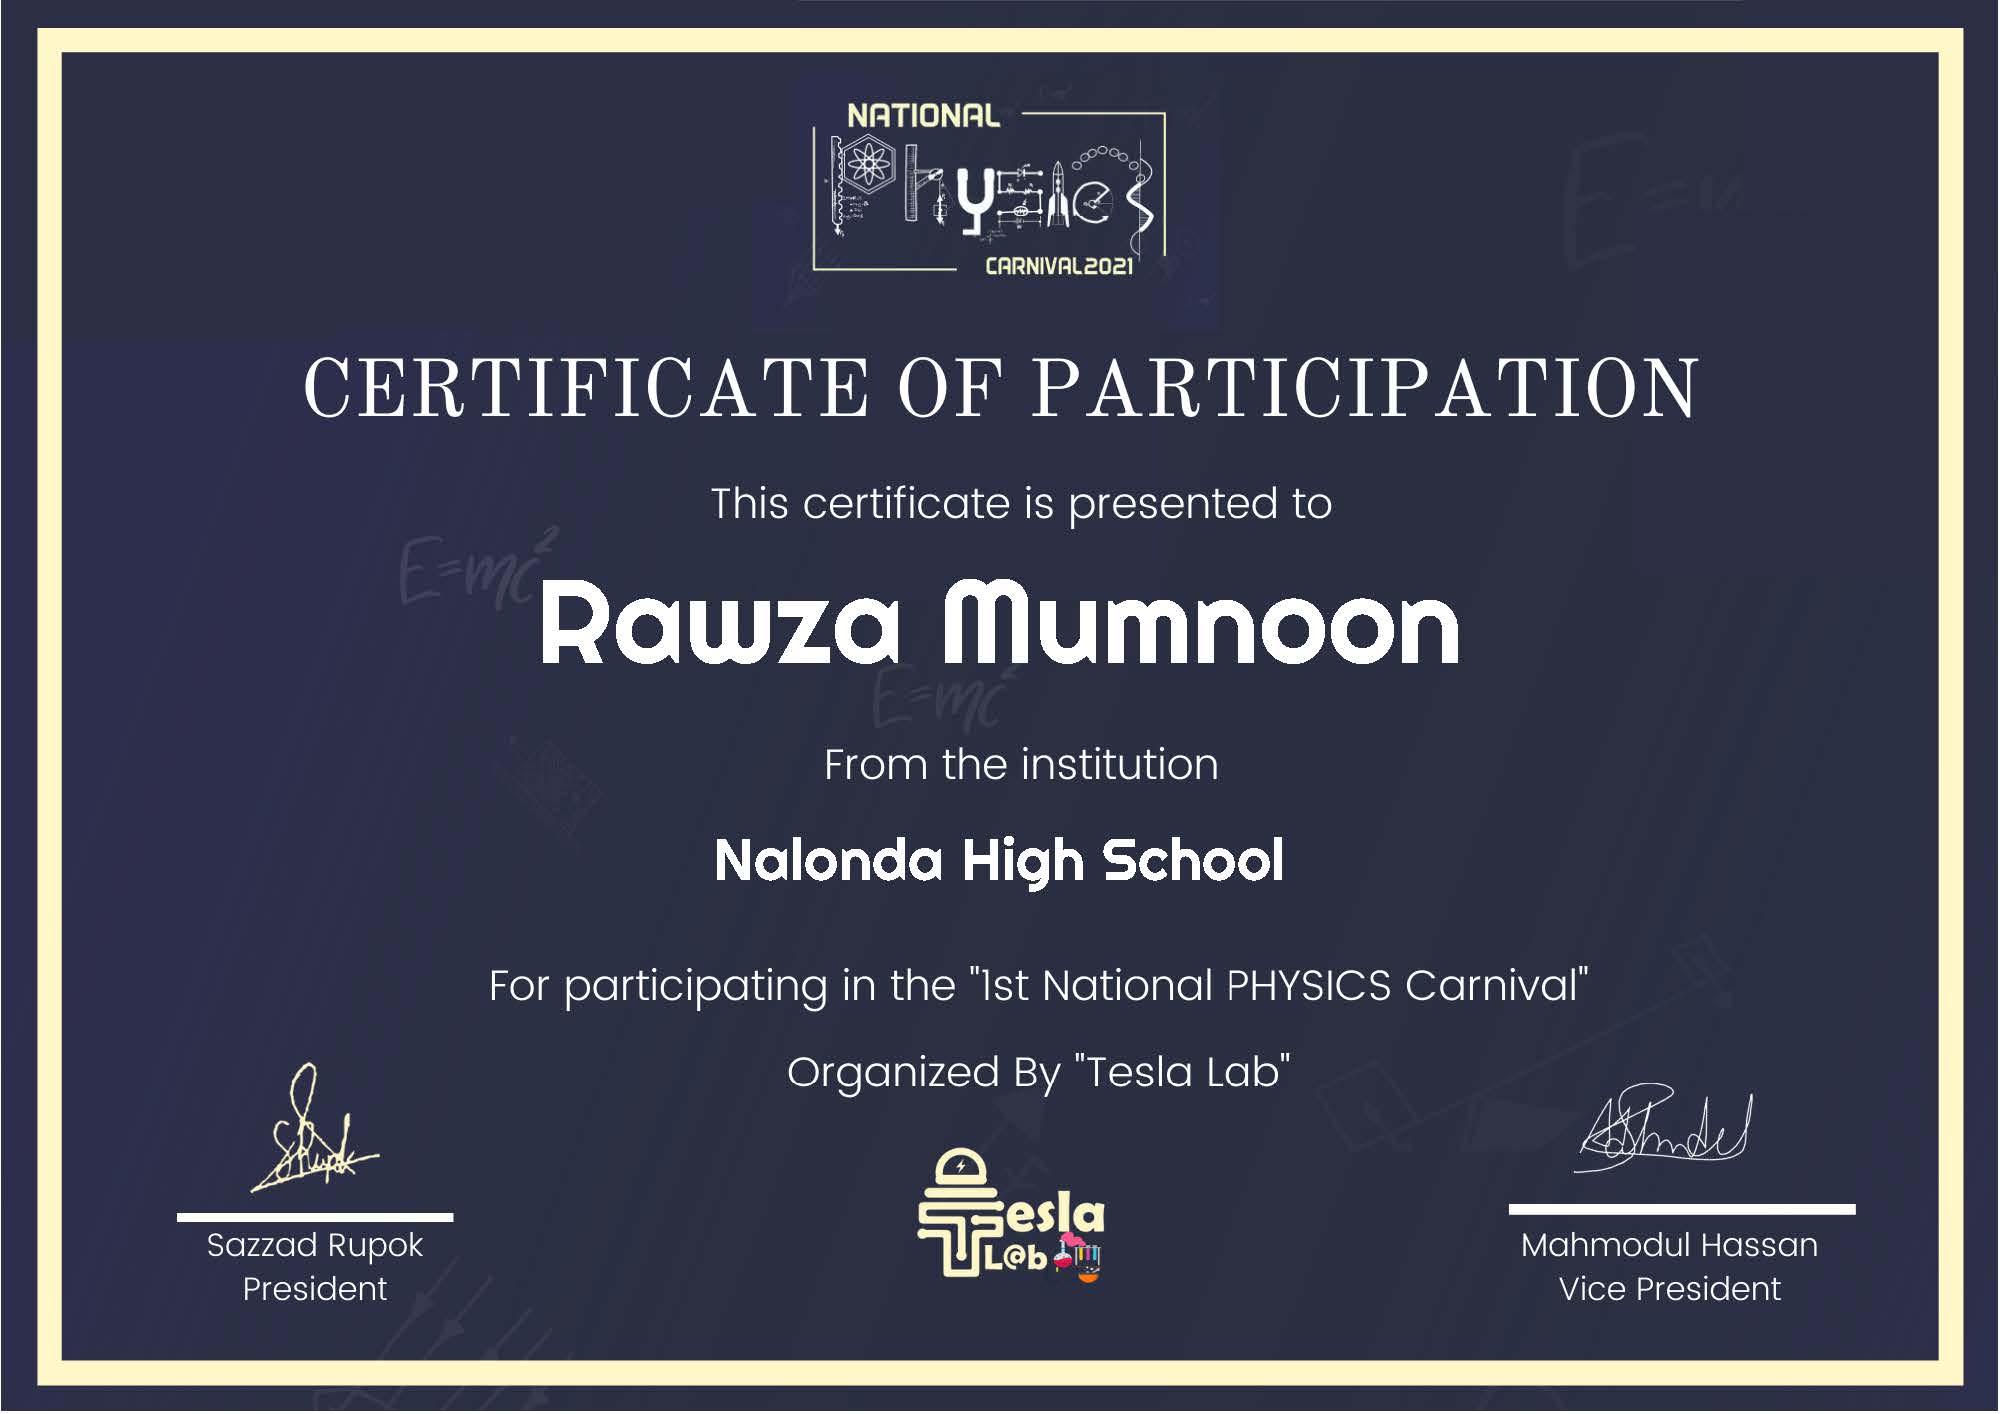 NATIONAL
PHYSICS
CARNIVAL2021
CERTIFICATE OF PARTICIPATION
This certificate is presented to
E=mc²
Rawza Mumnoon
E=mc²
From the institution
Nalonda High School
For participating in the "1st National PHYSICS Carnival"
Organized By "Tesla Lab"
Tesla
L@b
Sazzad Rupok
President
Mahmodul Hassan
Vice President